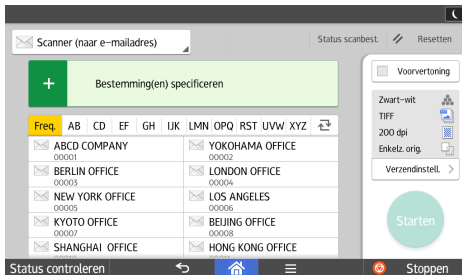 Scanner (naar e-mailadres)
Status scanbest.
Resetten
+ Bestemming(en) specificeren
Voorvertoning
Zwart-wit
TIFF
200 dpi
Enkelz. orig.
Verzendinstell. >
Starten
Freq. AB CD EF GH IJK LMN OPQ RST UVW XYZ
ABCD COMPANY
00001
YOKOHAMA OFFICE
00002
BERLIN OFFICE
00003
LONDON OFFICE
00004
NEW YORK OFFICE
00005
LOS ANGELES
00006
KYOTO OFFICE
00007
BEIJING OFFICE
00008
SHANGHAI OFFICE
HONG KONG OFFICE
Status controleren
Stoppen